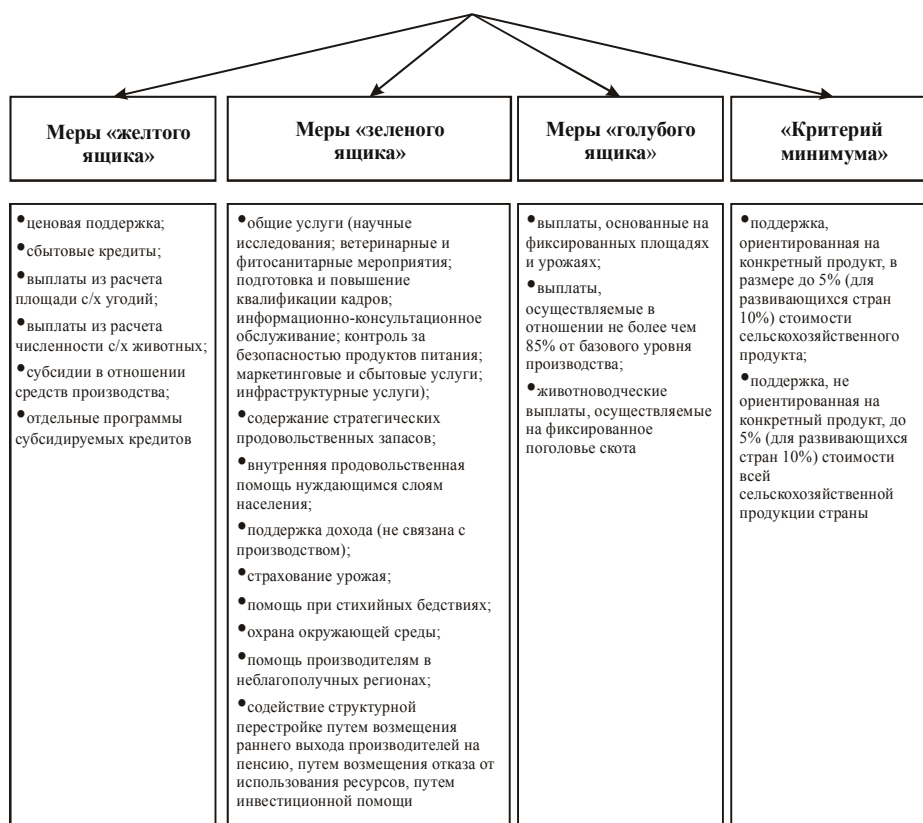 Меры «желтого
ящика»
Меры «зеленого
ящика»
Меры «голубого
ящика»
«Критерий
минимума»
•ценовая поддержка;
•сбытовые кредиты;
•выплаты из расчета
площади с/х угодий;
•выплаты из расчета
численности с/х животных;
•субсидии в отношении
средств производства;
•отдельные программы
субсидируемых кредитов
•общие услуги (научные
исследования; ветеринарные и
фитосанитарные мероприятия;
подготовка и повышение
квалификации кадров;
информационно-консультационное
обслуживание; контроль за
безопасностью продуктов питания;
маркетинговые и сбытовые услуги;
инфраструктурные услуги);
•содержание стратегических
продовольственных запасов;
•внутренняя продовольственная
помощь нуждающимся слоям
населения;
•поддержка дохода (не связана с
производством);
•страхование урожая;
•помощь при стихийных бедствиях;
•охрана окружающей среды;
•помощь производителям в
неблагополучных регионах;
•содействие структурной
перестройке путем возмещения
раннего выхода производителей на
пенсию, путем возмещения отказа от
использования ресурсов, путем
инвестиционной помощи
•выплаты, основанные на
фиксированных площадях
и урожаях;
•выплаты,
осуществляемые в
отношении не более чем
85% от базового уровня
производства;
•животноводческие
выплаты, осуществляемые
на фиксированное
поголовье скота
•поддержка,
ориентированная на
конкретный продукт, в
размере до 5% (для
развивающихся стран
10%) стоимости
сельскохозяйственного
продукта;
•поддержка, не
ориентированная на
конкретный продукт, до
5% (для развивающихся
стран 10%) стоимости
всей
сельскохозяйственной
продукции страны